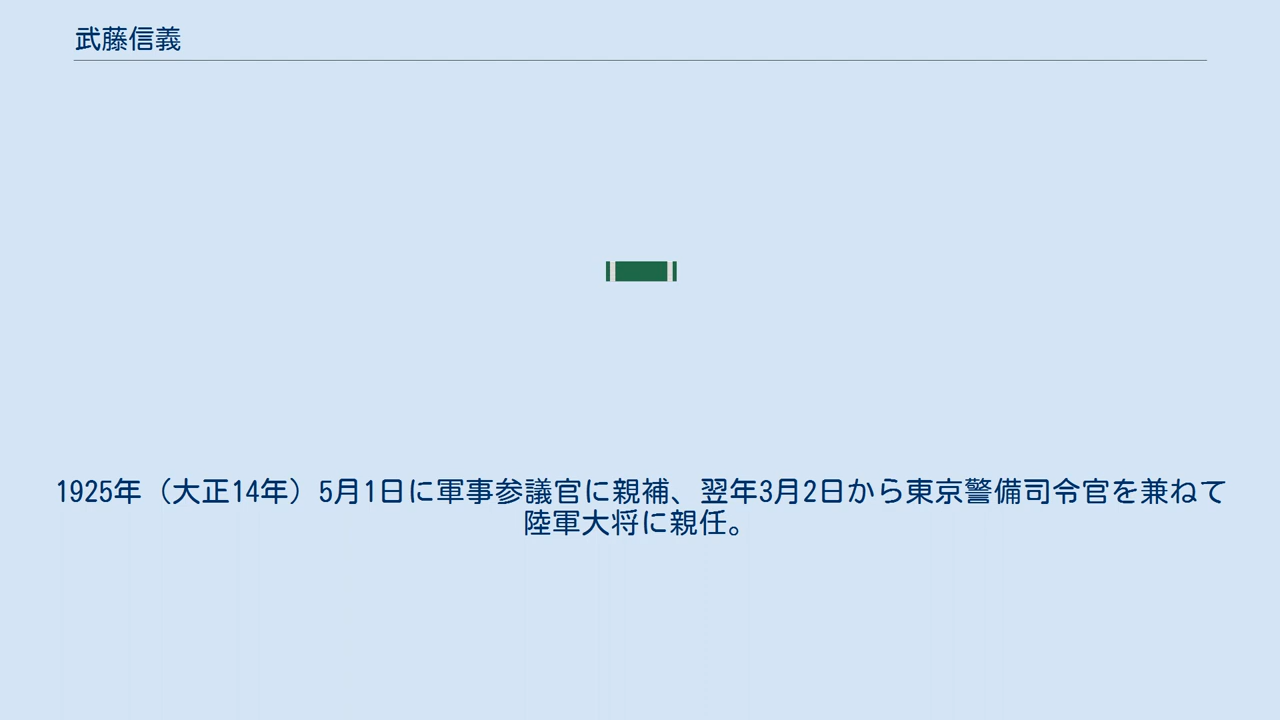 武藤信義
1925年（大正14年）5月1日に軍事参議官に親補、翌年3月2日から東京警備司令官を兼ねて
陸軍大将に親任。